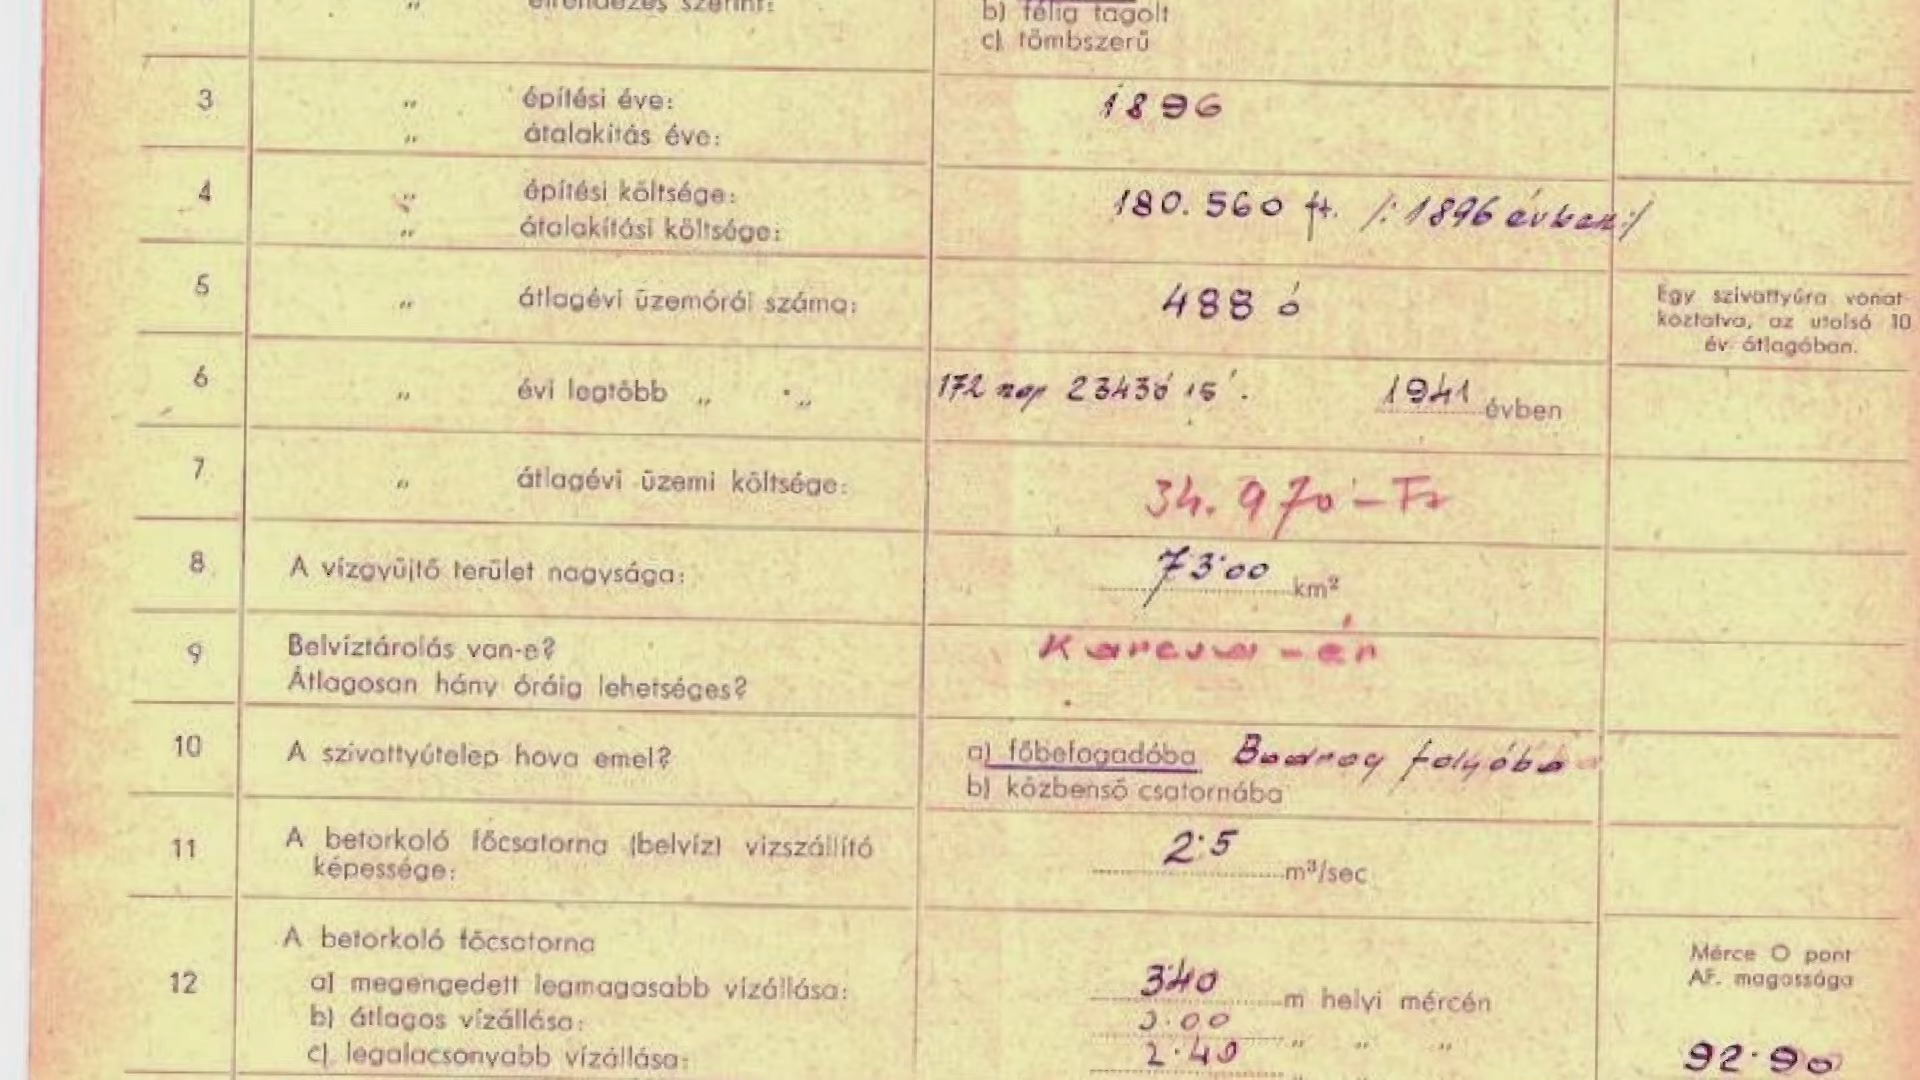 „ elrendezés szerint:
b) félig tagolt
c) tömbszerű
3 „ építési éve: 1896
„ átalakítás éve:
4 „ építési költsége: 180.560 ft. /: 1896 évben :/
„ átalakítási költsége:
5 „ átlagévi üzemórái száma: 488 ó
Egy szivattyúra vonat-
koztatva, az utolsó 10
év átlagában.
6 „ évi legtöbb „ „ 172 nap 2343ó 15'. 1941 évben
7 „ átlagévi üzemi költsége: 34.970 – Ft
8 A vízgyűjtő terület nagysága: 73·00 km²
9 Belvíztárolás van-e? Karcsa-ér
Átlagosan hány óráig lehetséges?
10 A szivattyútelep hova emel? a) főbefogadóba Bodrog folyóba
b) közbenső csatornába
11 A betorkoló főcsatorna (belvíz) vizszállító 2·5 m³/sec
képessége:
12 A betorkoló főcsatorna
a) megengedett legmagasabb vízállása: 3·40 m helyi mércén
b) átlagos vízállása: 3·00 „ „ „
c) legalacsonyabb vízállása: 2·40 „ „ „
Mérce O pont
AF. magossága
92·90